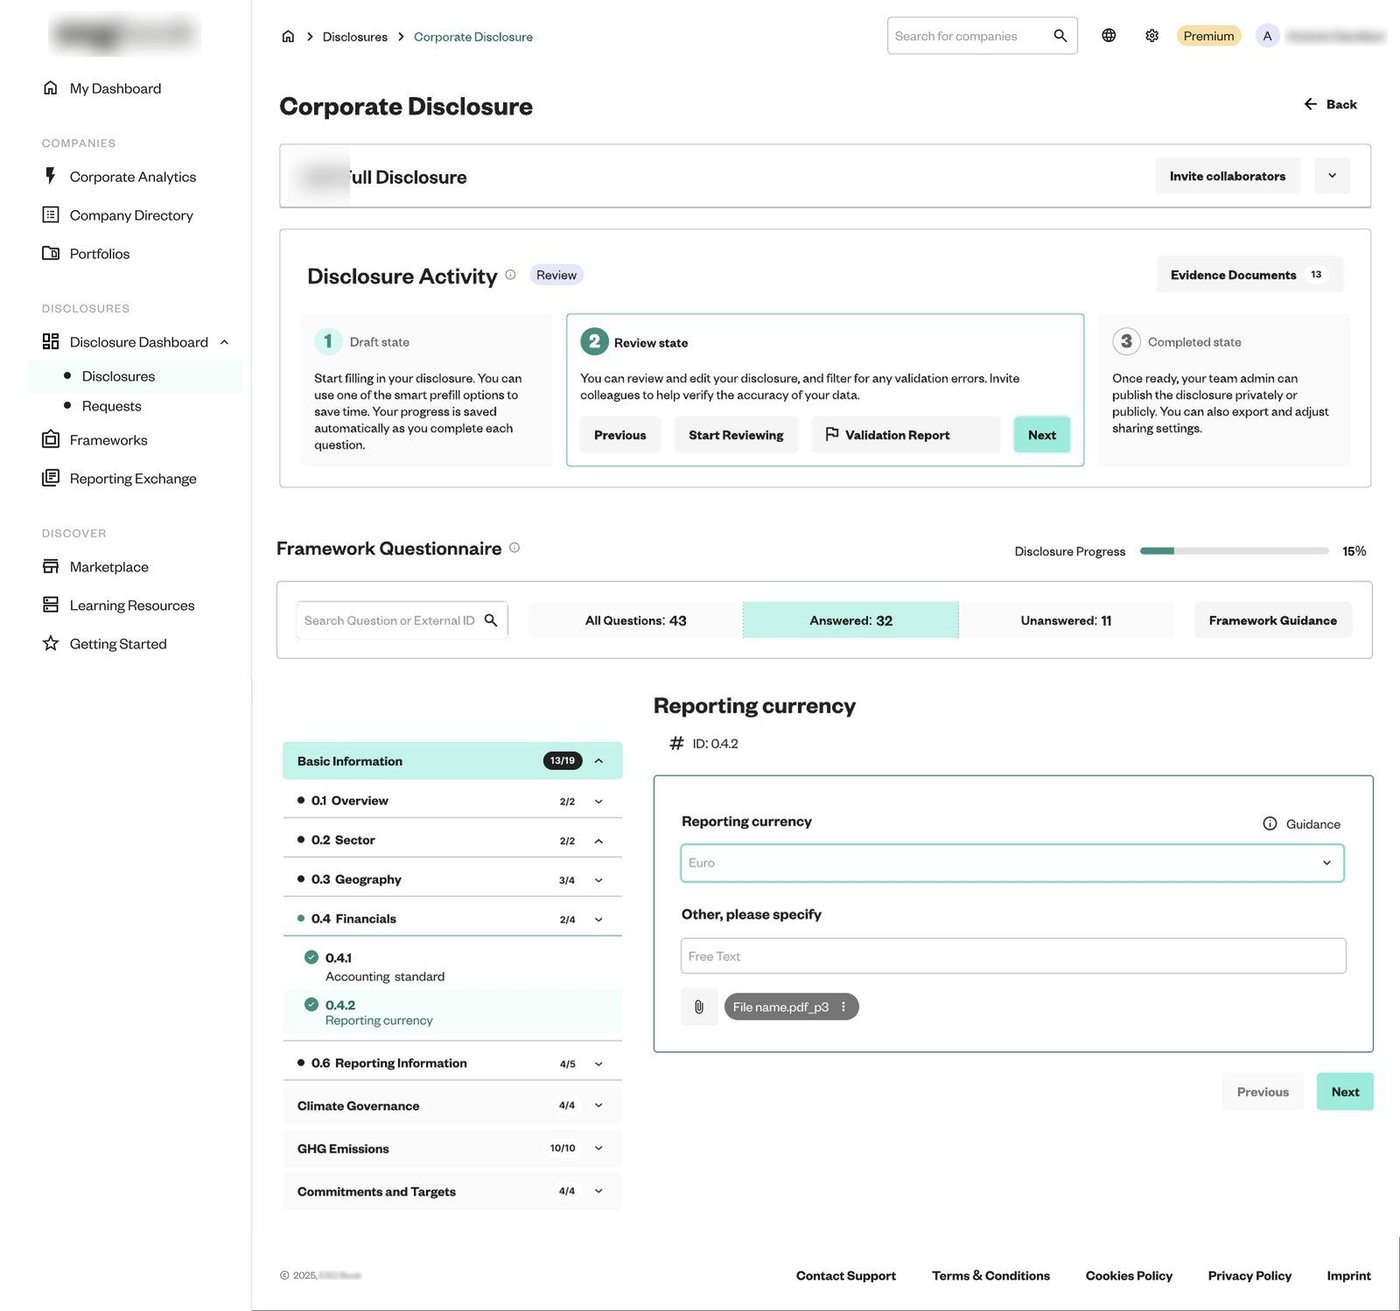 Disclosures
Corporate Disclosure
Search for companies
Premium
A
My Dashboard
COMPANIES
Corporate Analytics
Company Directory
Portfolios
DISCLOSURES
Disclosure Dashboard
Disclosures
Requests
Frameworks
Reporting Exchange
DISCOVER
Marketplace
Learning Resources
Getting Started
Corporate Disclosure
Back
Full Disclosure
Invite collaborators
Disclosure Activity
Review
Evidence Documents 13
1 Draft state
Start filling in your disclosure. You can
use one of the smart prefill options to
save time. Your progress is saved
automatically as you complete each
question.
2 Review state
You can review and edit your disclosure, and filter for any validation errors. Invite
colleagues to help verify the accuracy of your data.
Previous
Start Reviewing
Validation Report
Next
3 Completed state
Once ready, your team admin can
publish the disclosure privately or
publicly. You can also export and adjust
sharing settings.
Framework Questionnaire
Disclosure Progress
15%
Search Question or External ID
All Questions: 43
Answered: 32
Unanswered: 11
Framework Guidance
Basic Information 13/19
0.1 Overview 2/2
0.2 Sector 2/2
0.3 Geography 3/4
0.4 Financials 2/4
0.4.1
Accounting standard
0.4.2
Reporting currency
0.6 Reporting Information 4/5
Climate Governance 4/4
GHG Emissions 10/10
Commitments and Targets 4/4
Reporting currency
# ID: 0.4.2
Reporting currency
Guidance
Euro
Other, please specify
Free Text
File name.pdf_p3
Previous
Next
© 2025,
Contact Support
Terms & Conditions
Cookies Policy
Privacy Policy
Imprint